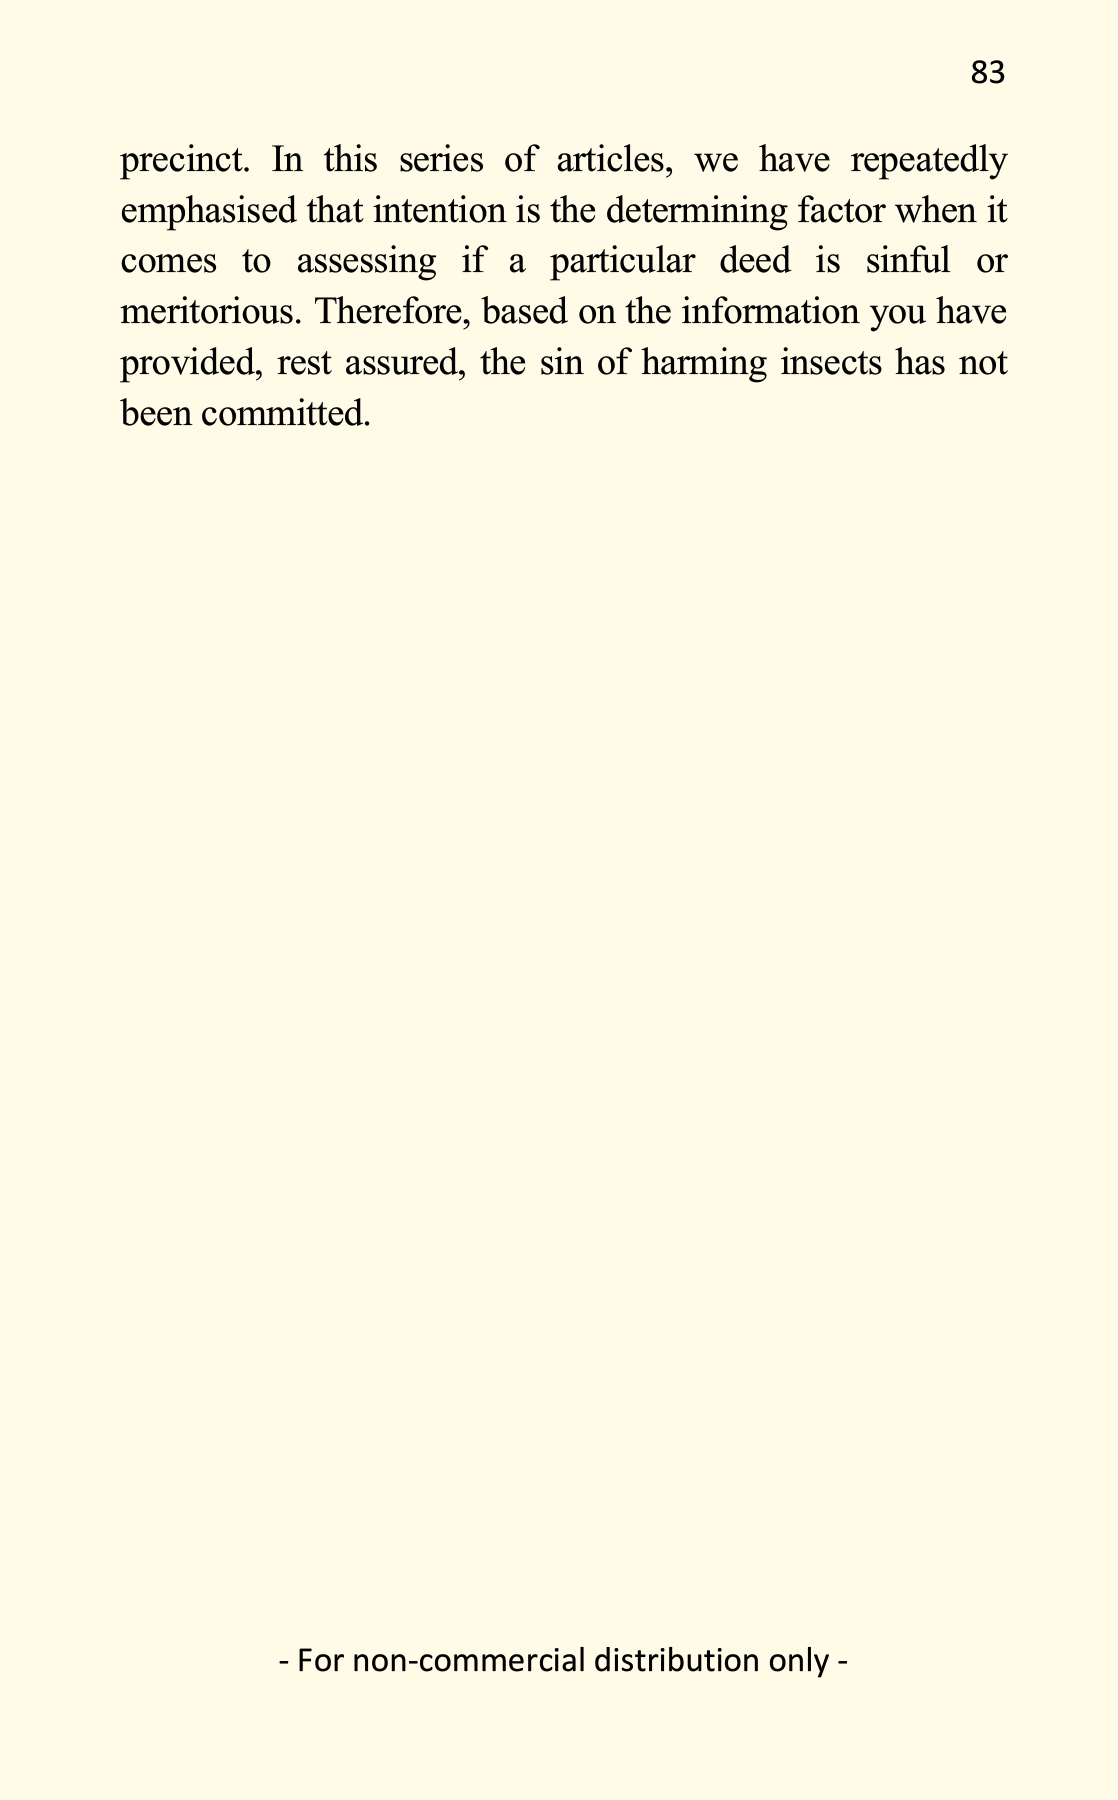 83
precinct. In this series of articles, we have repeatedly
emphasised that intention is the determining factor when it
comes to assessing if a particular deed is sinful or
meritorious. Therefore, based on the information you have
provided, rest assured, the sin of harming insects has not
been committed.
- For non-commercial distribution only -